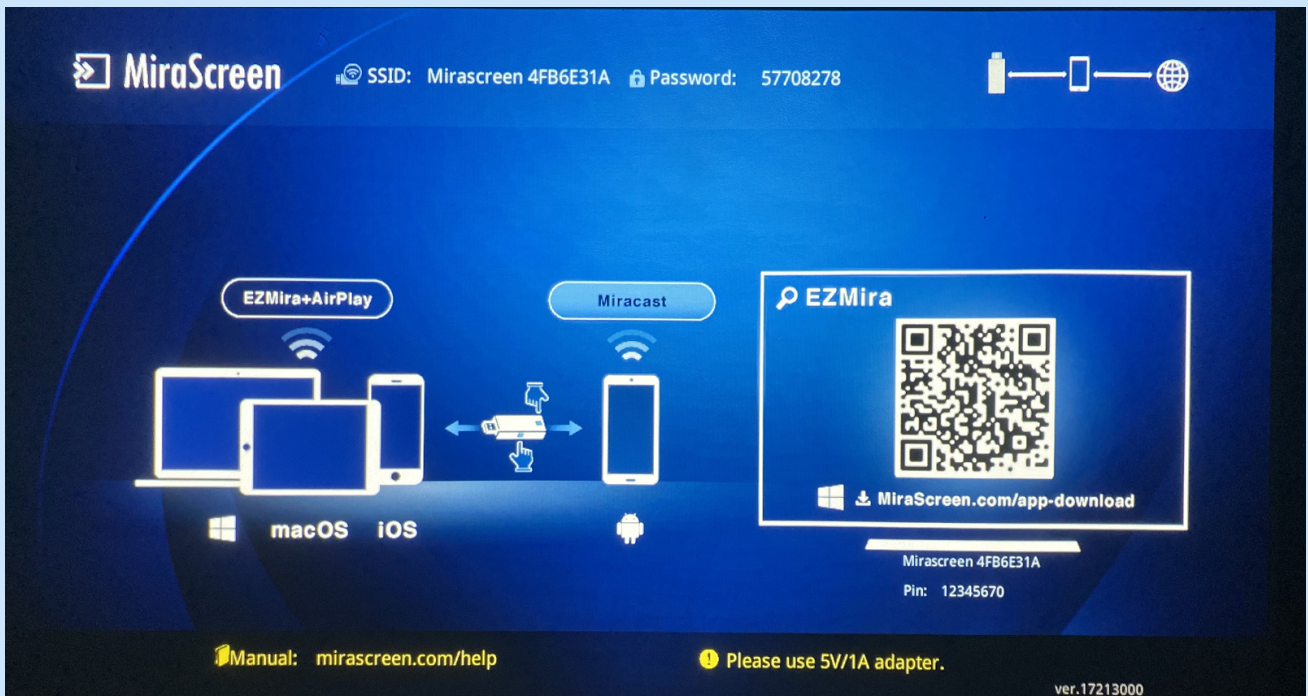 MiraScreen
SSID: Mirascreen 4FB6E31A Password: 57708278
EZMira+AirPlay
Miracast
EZMira
MiraScreen.com/app-download
macOS iOS
Mirascreen 4FB6E31A
Pin: 12345670
Manual: mirascreen.com/help
! Please use 5V/1A adapter.
ver.17213000